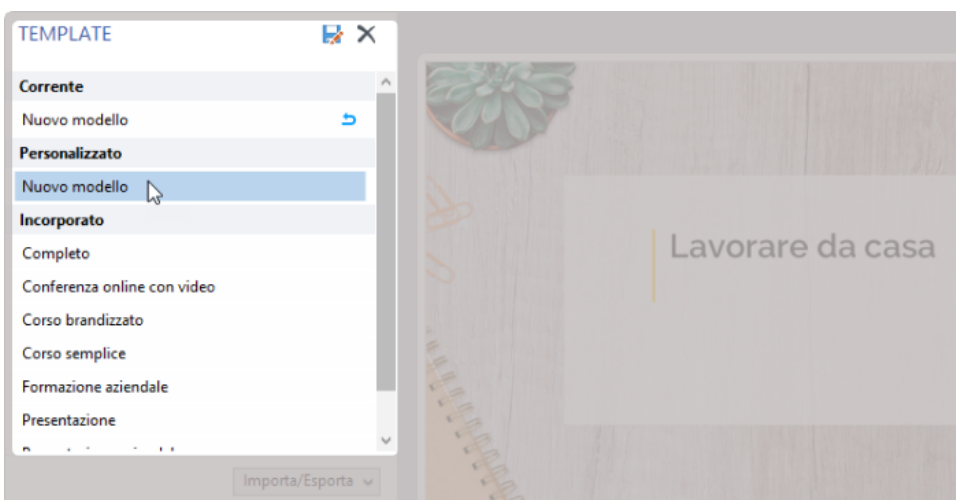 TEMPLATE
Corrente
Nuovo modello
Personalizzato
Nuovo modello
Incorporato
Completo
Conferenza online con video
Corso brandizzato
Corso semplice
Formazione aziendale
Presentazione
Importa/Esporta
Lavorare da casa